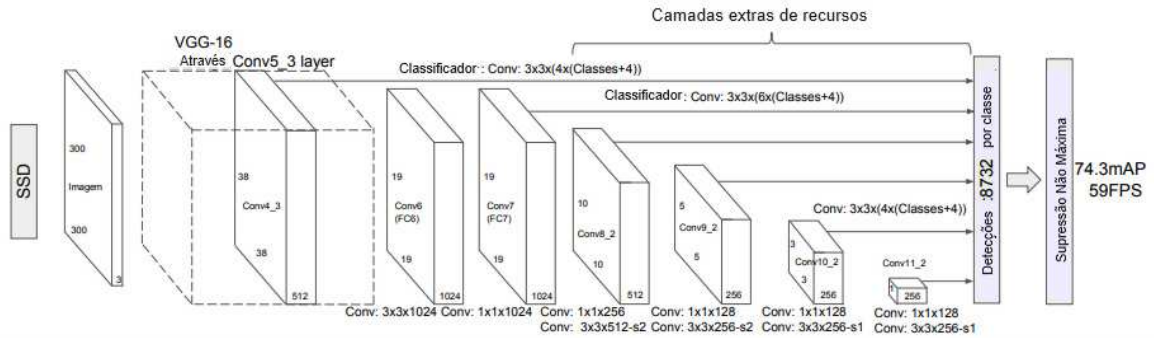 Camadas extras de recursos
VGG-16
Através Conv5_3 layer
Classificador : Conv: 3x3x(4x(Classes+4))
Classificador : Conv: 3x3x(6x(Classes+4))
SSD
300
Imagem
300
3
38
Conv4_3
38
512
19
Conv6
(FC6)
19
1024
19
Conv7
(FC7)
19
1024
10
Conv8_2
10
512
5
Conv9_2
5
256
Conv: 3x3x(4x(Classes+4))
3
Conv10_2
3
256
Conv11_2
1
256
Detecções :8732 por classe
Supressão Não Máxima
74.3mAP
59FPS
Conv: 3x3x1024 Conv: 1x1x1024 Conv: 1x1x256 Conv: 1x1x128 Conv: 1x1x128 Conv: 1x1x128
Conv: 3x3x512-s2 Conv: 3x3x256-s2 Conv: 3x3x256-s1 Conv: 3x3x256-s1